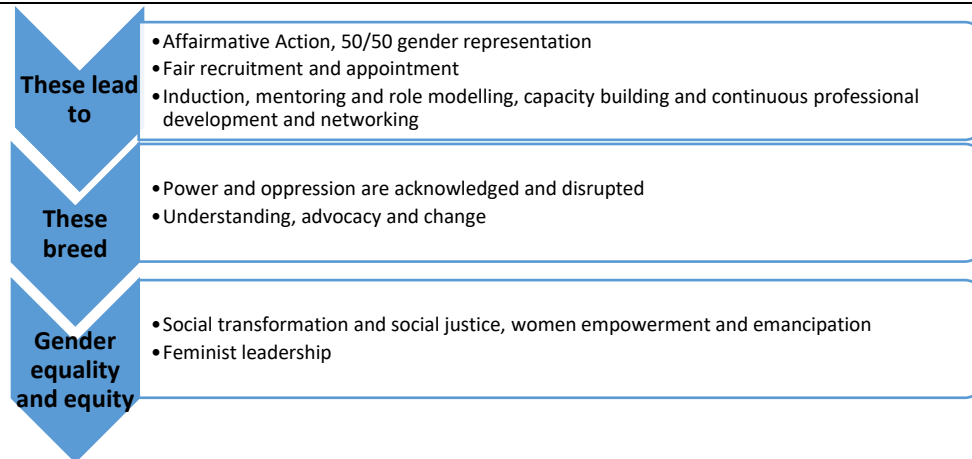 These lead
to
•Affairmative Action, 50/50 gender representation
•Fair recruitment and appointment
•Induction, mentoring and role modelling, capacity building and continuous professional
development and networking
These
breed
•Power and oppression are acknowledged and disrupted
•Understanding, advocacy and change
Gender
equality
and equity
•Social transformation and social justice, women empowerment and emancipation
•Feminist leadership